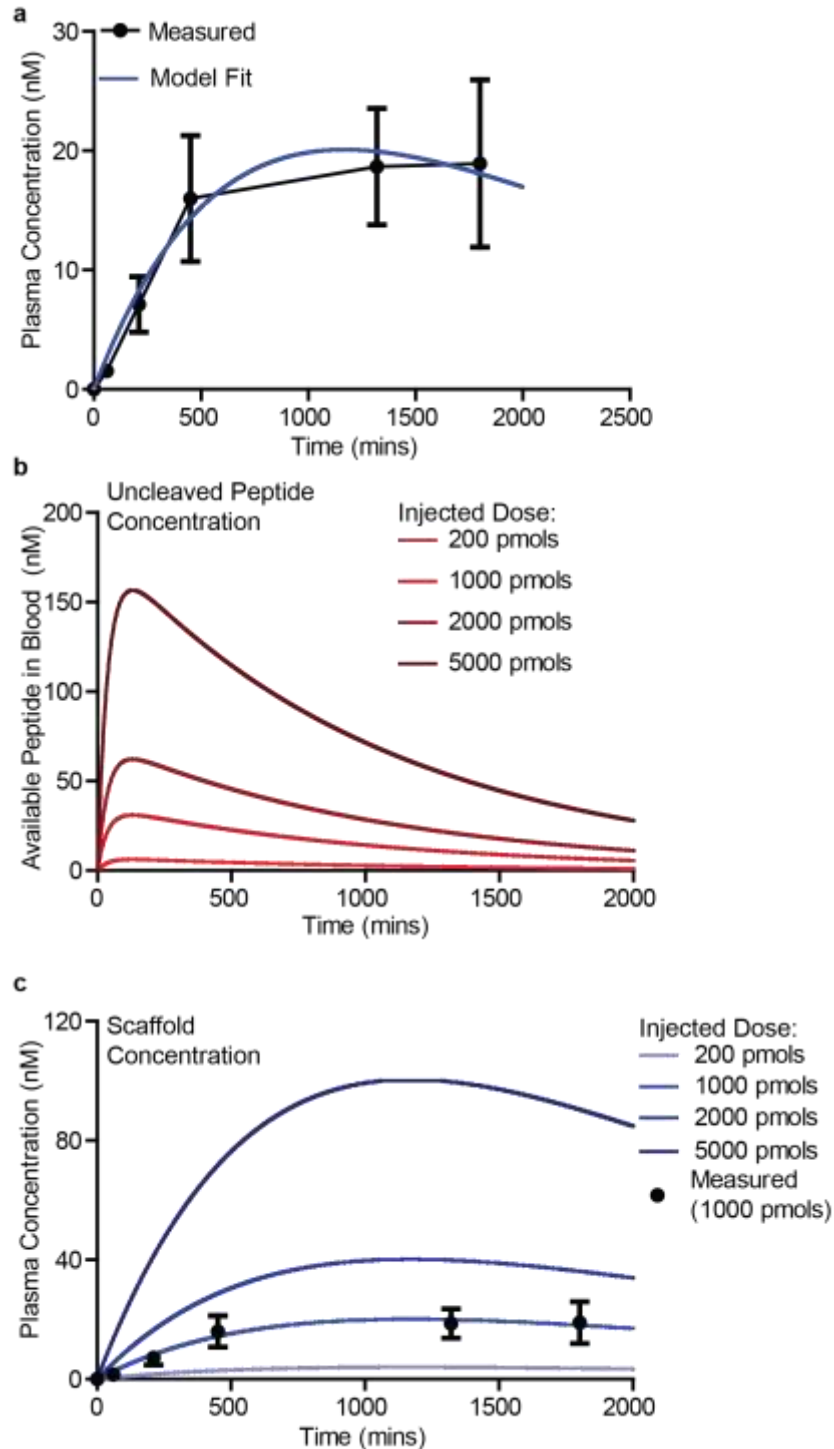 a
30
20
10
0
Plasma Concentration (nM)
Measured
Model Fit
0 500 1000 1500 2000 2500
Time (mins)
b
Uncleaved Peptide
Concentration
200
150
100
50
0
Available Peptide in Blood (nM)
Injected Dose:
200 pmols
1000 pmols
2000 pmols
5000 pmols
0 500 1000 1500 2000
Time (mins)
c
Scaffold
Concentration
120
80
40
0
Plasma Concentration (nM)
Injected Dose:
200 pmols
1000 pmols
2000 pmols
5000 pmols
Measured
(1000 pmols)
0 500 1000 1500 2000
Time (mins)